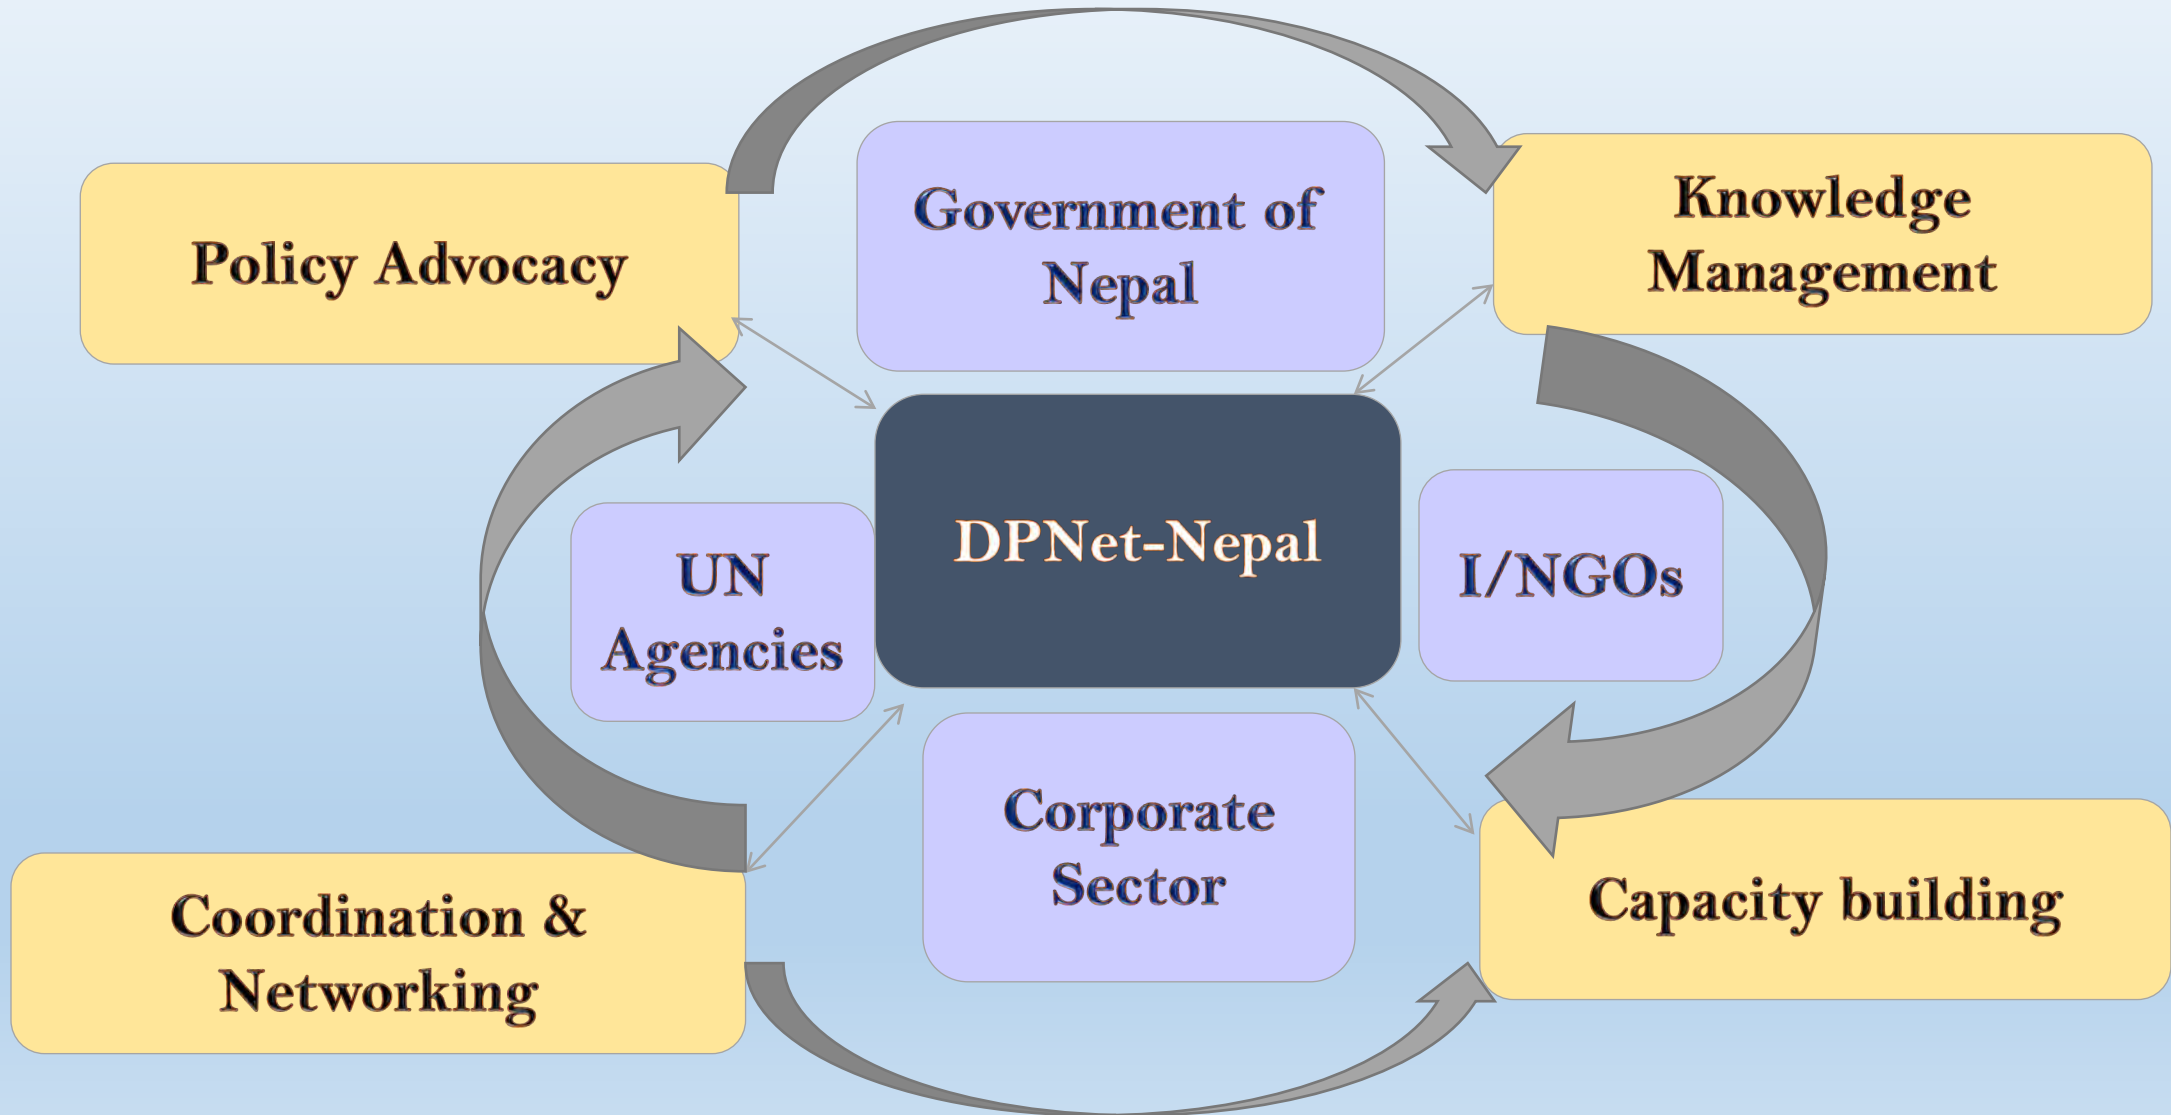 Government of
Nepal
Policy Advocacy
Knowledge
Management
DPNet-Nepal
UN
Agencies
I/NGOs
Corporate
Sector
Coordination &
Networking
Capacity building